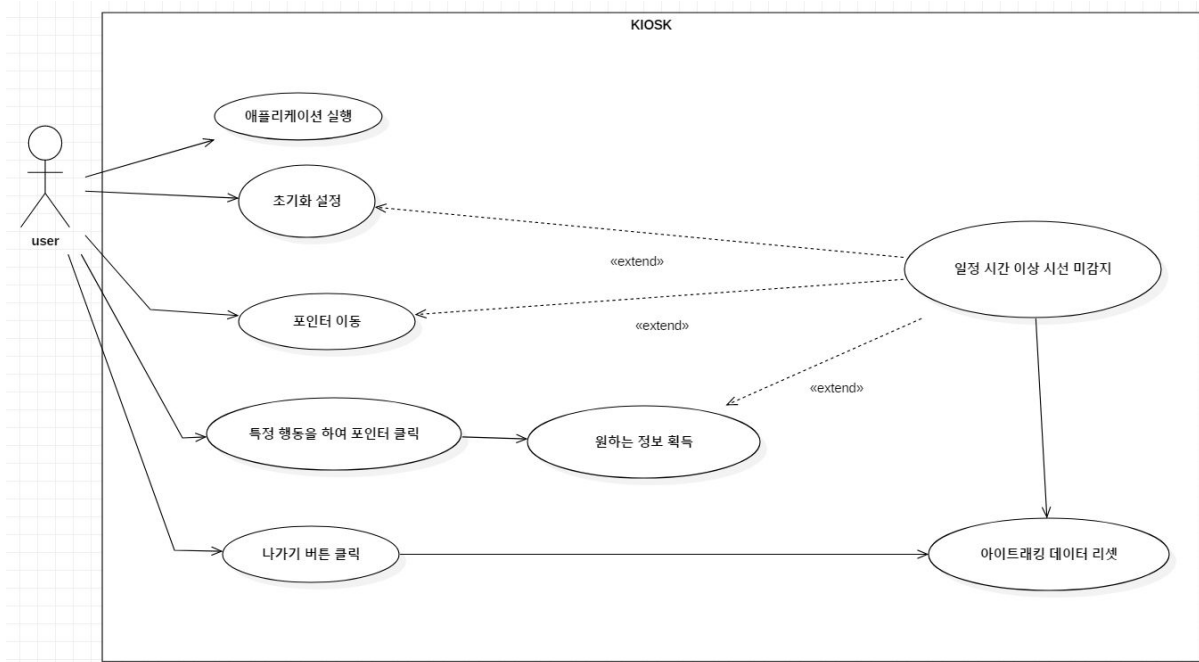 KIOSK
애플리케이션 실행
초기화 설정
user
«extend»
일정 시간 이상 시선 미감지
포인터 이동
«extend»
«extend»
특정 행동을 하여 포인터 클릭
원하는 정보 획득
나가기 버튼 클릭
아이트래킹 데이터 리셋